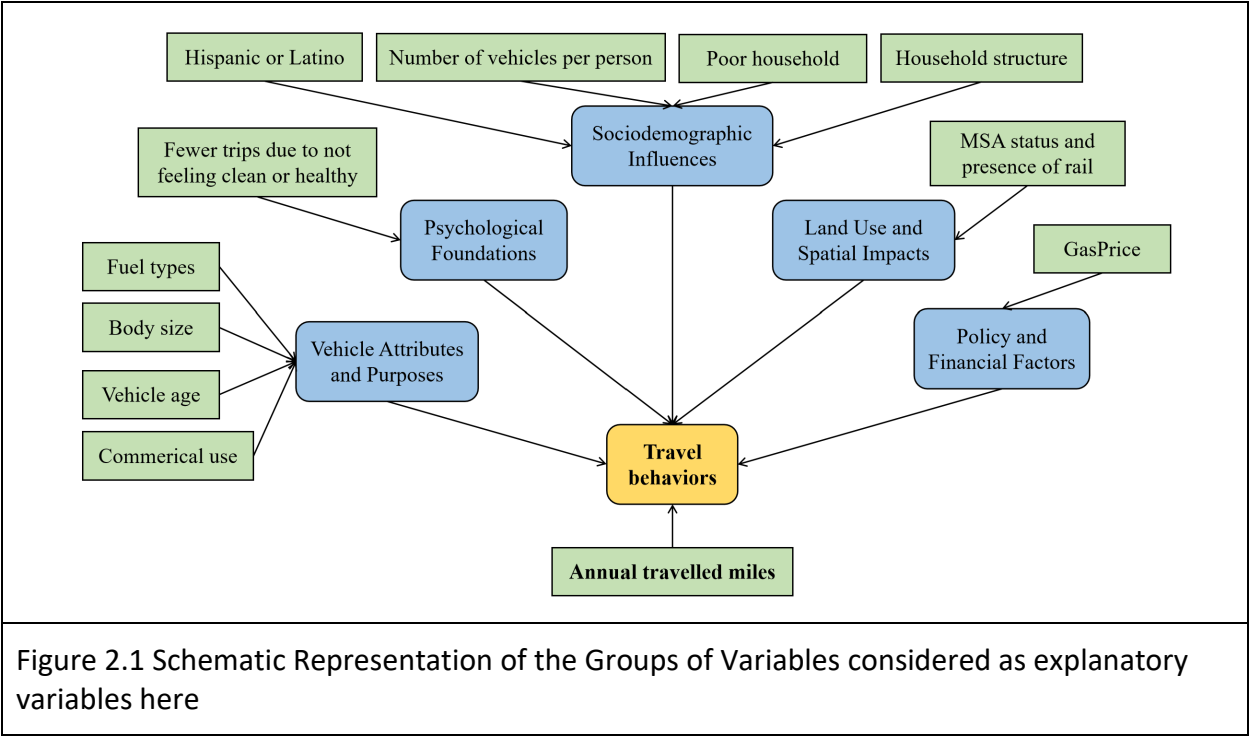 Hispanic or Latino
Number of vehicles per person
Poor household
Household structure
Sociodemographic
Influences
Fewer trips due to not
feeling clean or healthy
MSA status and
presence of rail
Psychological
Foundations
Land Use and
Spatial Impacts
GasPrice
Fuel types
Body size
Vehicle age
Commerical use
Vehicle Attributes
and Purposes
Policy and
Financial Factors
Travel
behaviors
Annual travelled miles
Figure 2.1 Schematic Representation of the Groups of Variables considered as explanatory
variables here